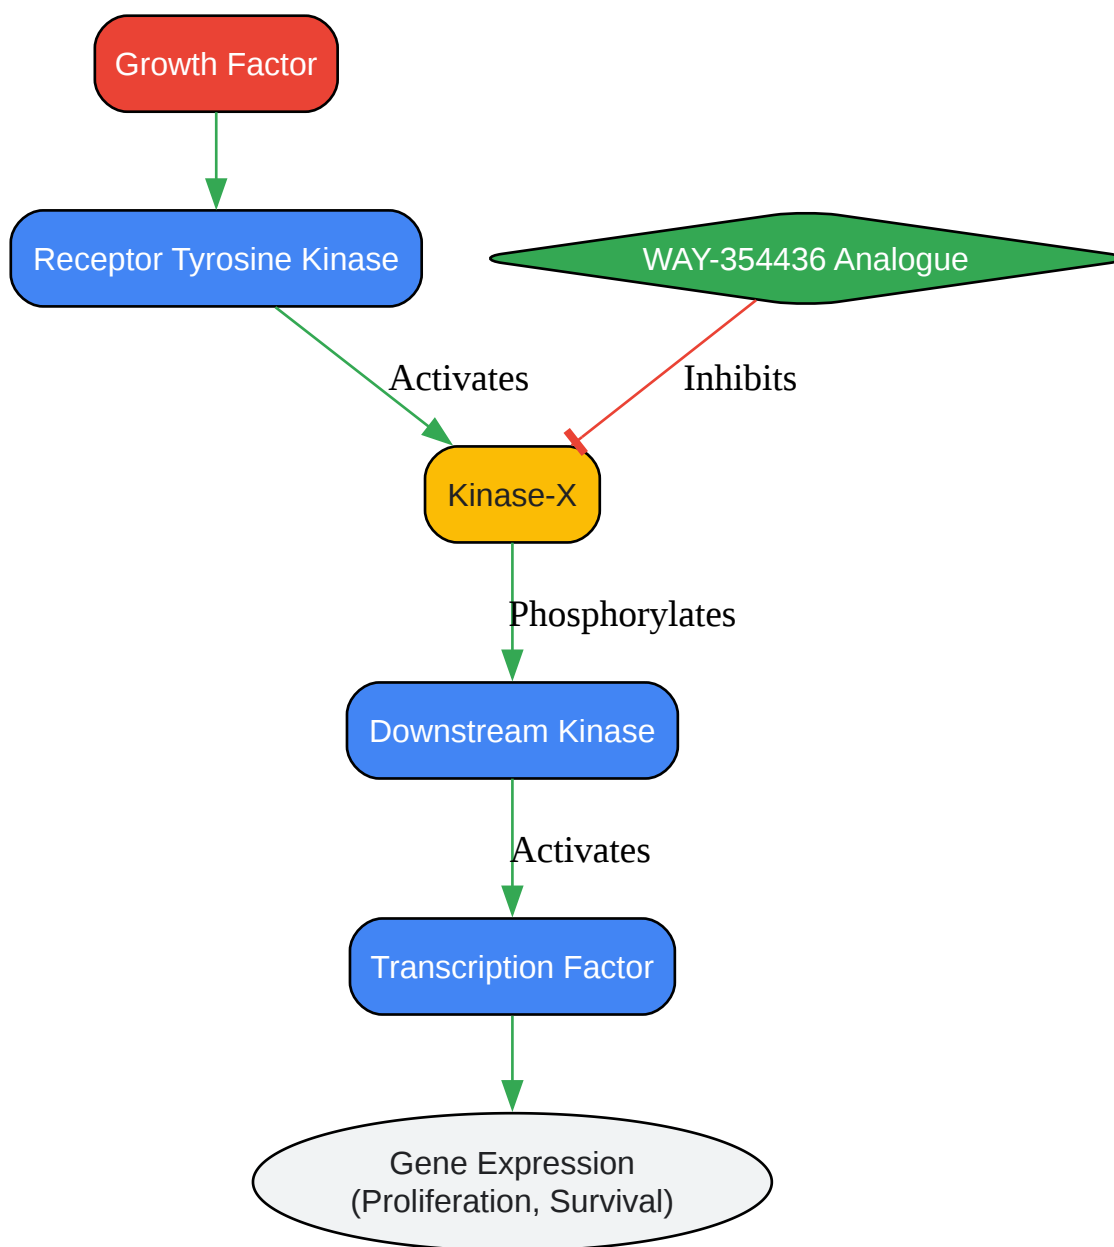 Growth Factor
Receptor Tyrosine Kinase
WAY-354436 Analogue
Activates
Inhibits
Kinase-X
Phosphorylates
Downstream Kinase
Activates
Transcription Factor
Gene Expression
(Proliferation, Survival)